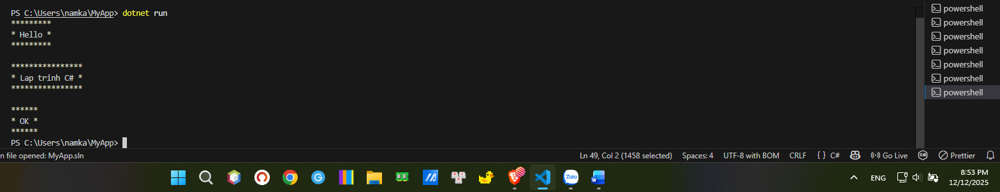 PS C:\Users\namka\MyApp> dotnet run
*********
* Hello *
*********
****************
* Lap trinh C# *
****************
******
* OK *
******
PS C:\Users\namka\MyApp>
powershell
powershell
powershell
powershell
powershell
powershell
powershell
n file opened: MyApp.sln
Ln 49, Col 2 (1458 selected)
Spaces: 4
UTF-8 with BOM
CRLF
{ } C#
Go Live
Prettier
Zalo
W
ENG
8:53 PM
12/12/2025